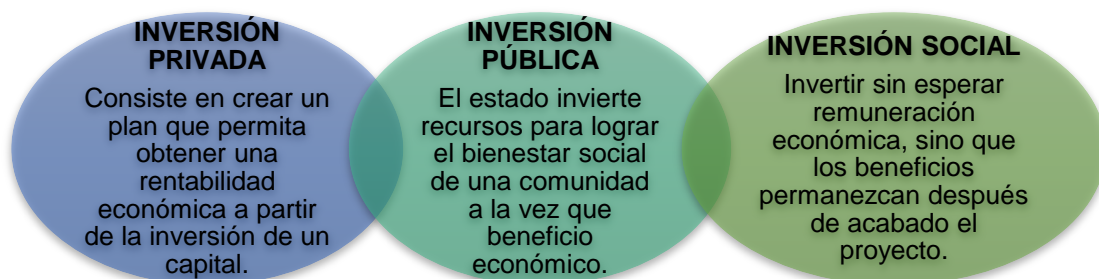 INVERSIÓN
PRIVADA
Consiste en crear un
plan que permita
obtener una
rentabilidad
económica a partir
de la inversión de un
capital.
INVERSIÓN
PÚBLICA
El estado invierte
recursos para lograr
el bienestar social
de una comunidad
a la vez que
beneficio
económico.
INVERSIÓN SOCIAL
Invertir sin esperar
remuneración
económica, sino que
los beneficios
permanezcan después
de acabado el
proyecto.